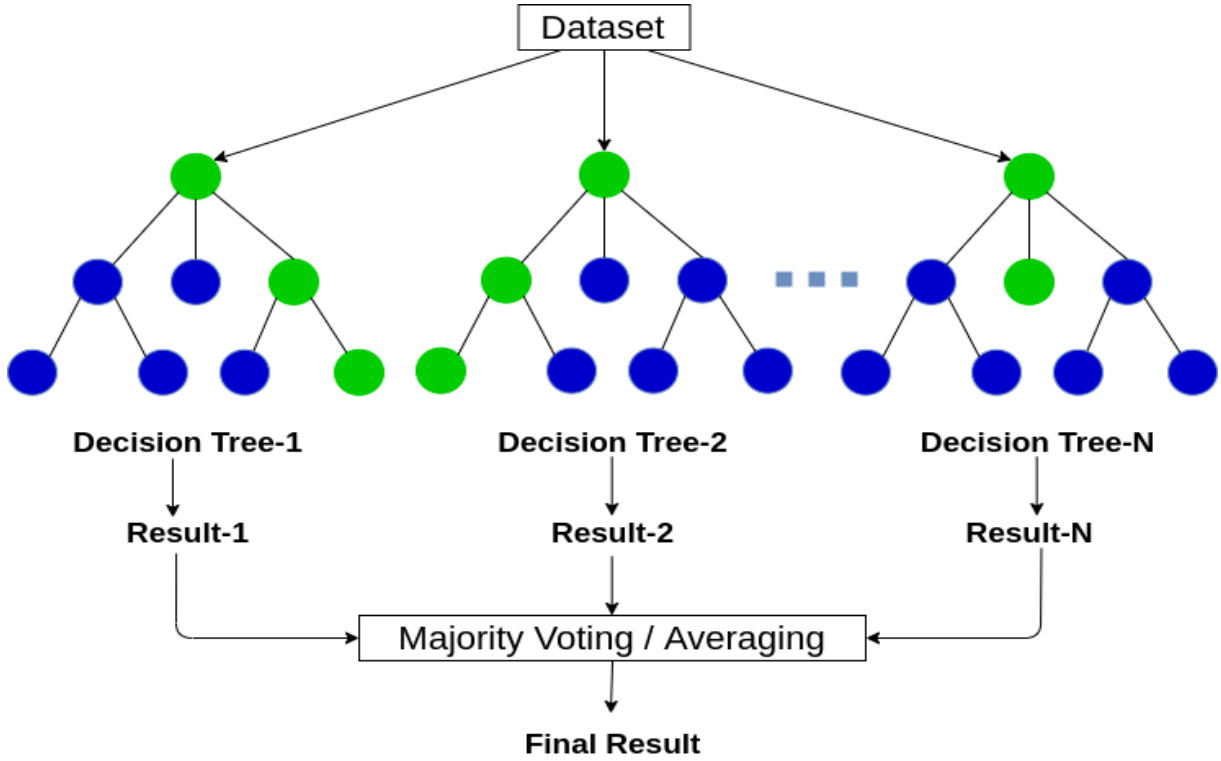 Dataset
Decision Tree-1
Decision Tree-2
Decision Tree-N
Result-1
Result-2
Result-N
Majority Voting / Averaging
Final Result